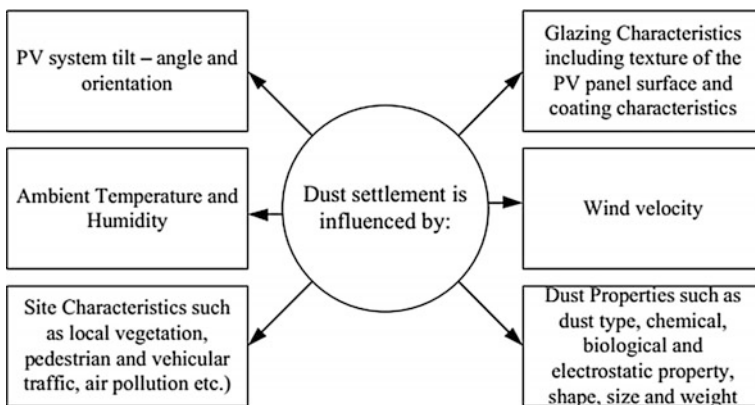 PV system tilt – angle and
orientation
Glazing Characteristics
including texture of the
PV panel surface and
coating characteristics
Ambient Temperature and
Humidity
Dust settlement is
influenced by:
Wind velocity
Site Characteristics such
as local vegetation,
pedestrian and vehicular
traffic, air pollution etc.)
Dust Properties such as
dust type, chemical,
biological and
electrostatic property,
shape, size and weight